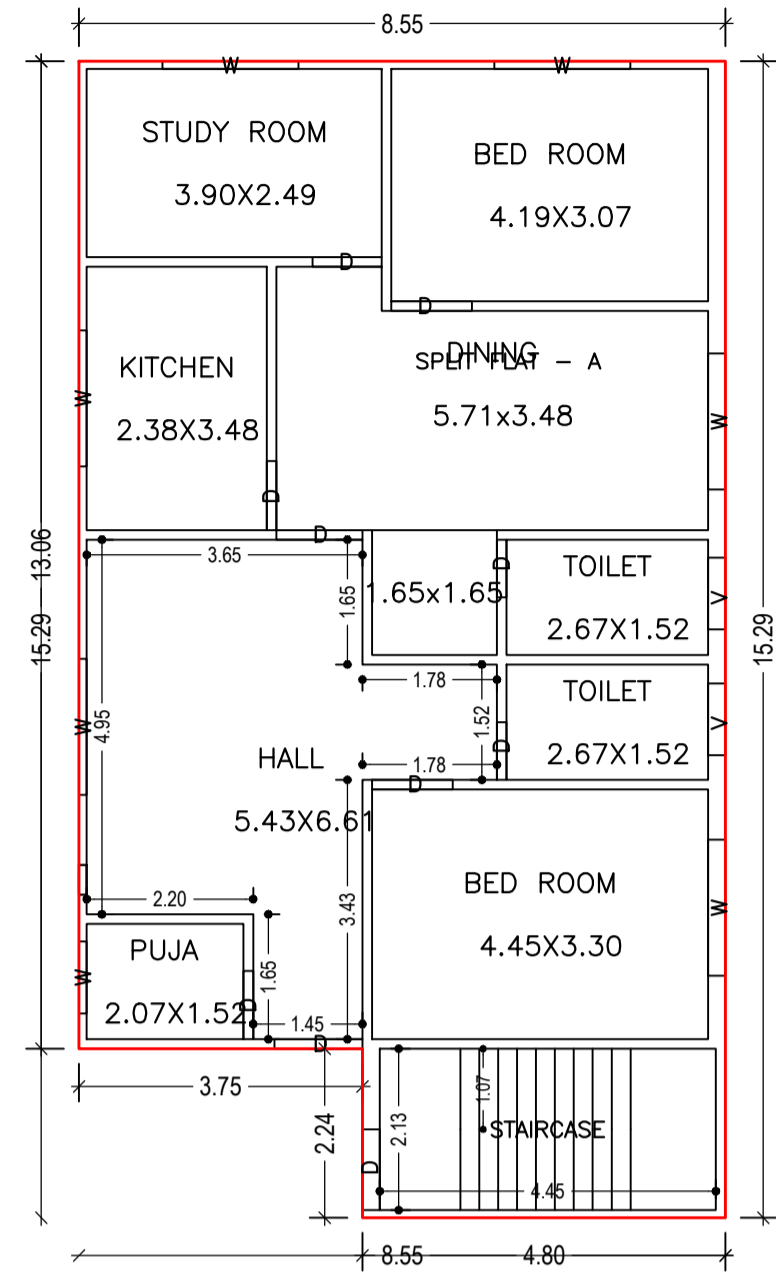 8.55
W
W
STUDY ROOM
3.90X2.49
BED ROOM
4.19X3.07
D
D
KITCHEN
2.38X3.48
DINING
SPLIT FLAT - A
5.71x3.48
W
W
D
D
13.06
15.29
15.29
3.65
1.65
1.65x1.65
D
TOILET
2.67X1.52
V
1.78
1.52
TOILET
2.67X1.52
V
D
4.95
W
HALL
5.43X6.61
1.78
D
BED ROOM
4.45X3.30
W
2.20
3.43
PUJA
2.07X1.52
W
D
1.65
1.45
D
3.75
2.24
2.13
1.07
STAIRCASE
D
4.45
8.55
4.80